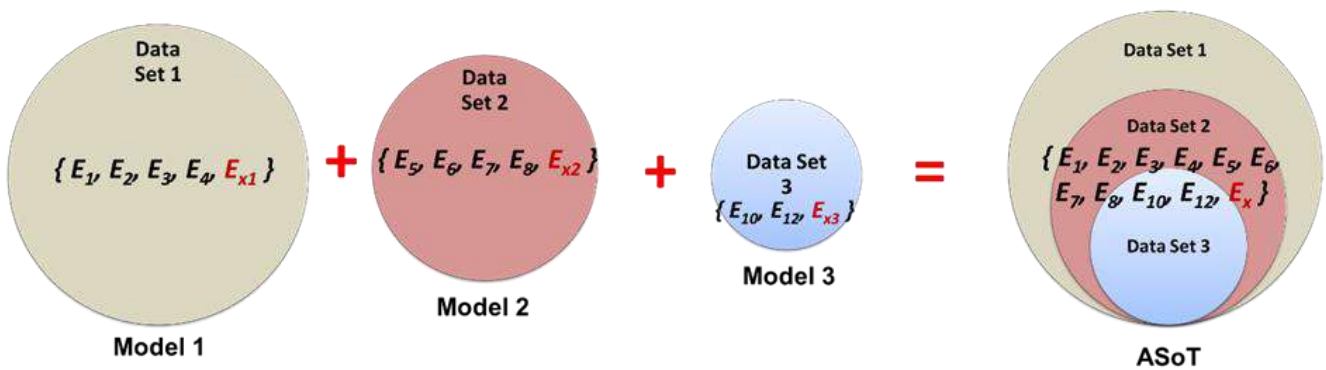 Data
Set 1
{ E1, E2, E3, E4, Ex1 }
Model 1
+
Data
Set 2
{ E5, E6, E7, E8, Ex2 }
Model 2
+
Data Set
3
{ E10, E12, Ex3 }
Model 3
=
Data Set 1
Data Set 2
{ E1, E2, E3, E4, E5, E6,
E7, E8, E10, E12, Ex }
Data Set 3
ASoT